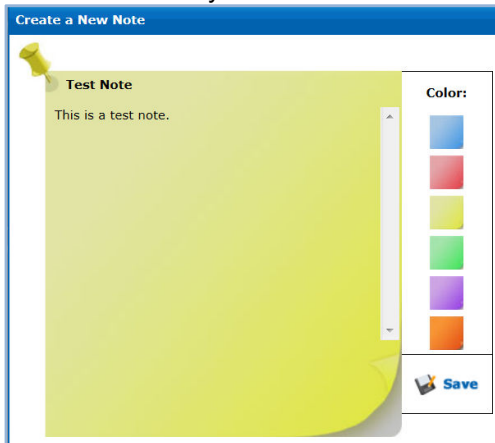 Create a New Note
Test Note
Color:
This is a test note.
Save